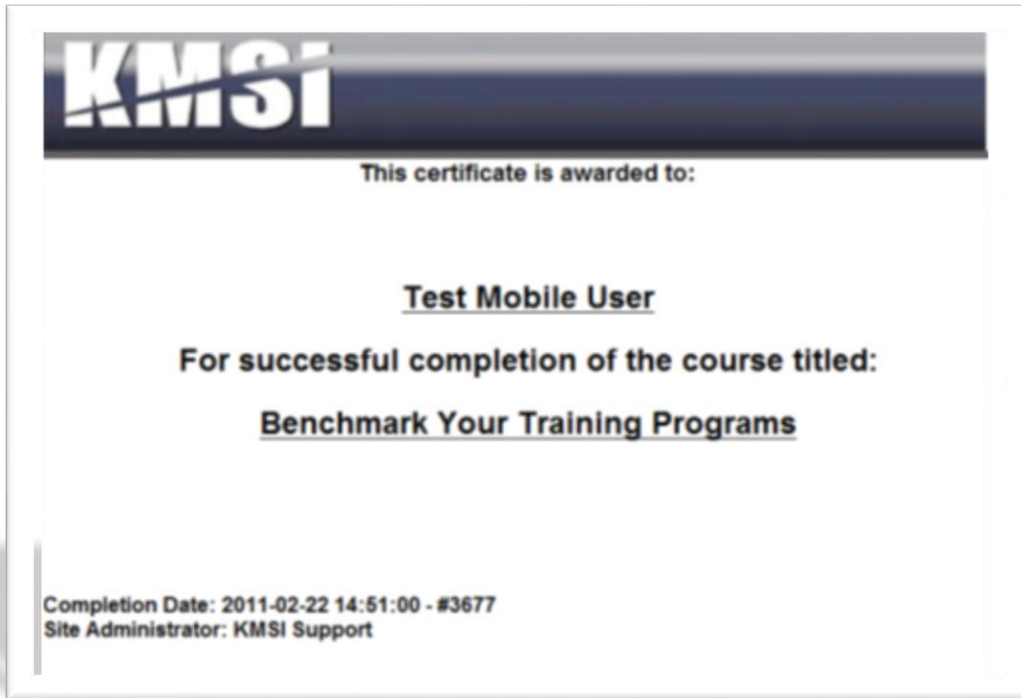 KMSI
This certificate is awarded to:
Test Mobile User
For successful completion of the course titled:
Benchmark Your Training Programs
Completion Date: 2011-02-22 14:51:00 - #3677
Site Administrator: KMSI Support